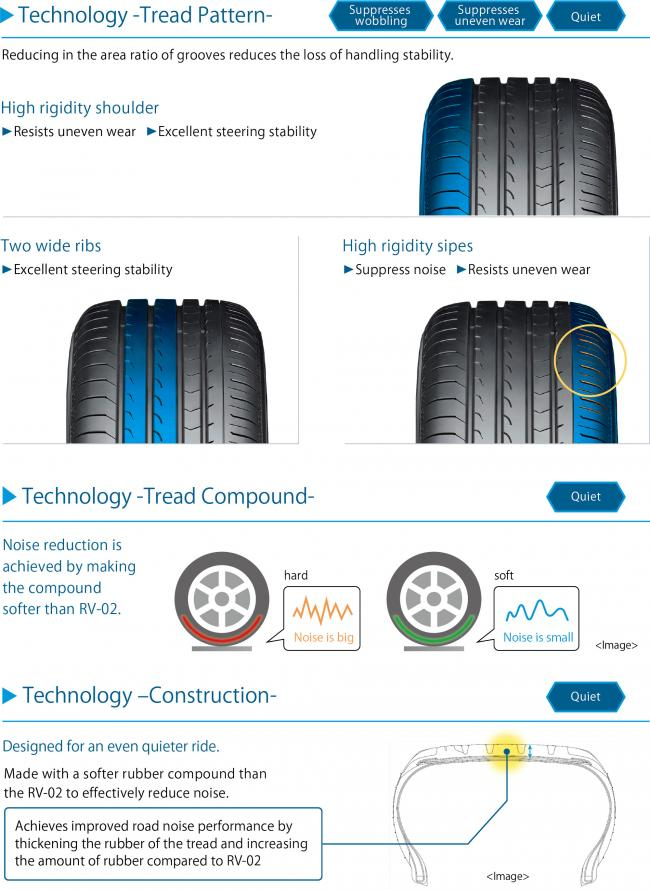 Technology -Tread Pattern-
Suppresses
wobbling
Suppresses
uneven wear
Quiet
Reducing in the area ratio of grooves reduces the loss of handling stability.
High rigidity shoulder
Resists uneven wear Excellent steering stability
Two wide ribs
Excellent steering stability
High rigidity sipes
Suppress noise Resists uneven wear
Technology -Tread Compound-
Quiet
Noise reduction is
achieved by making
the compound
softer than RV-02.
hard
Noise is big
soft
Noise is small
<Image>
Technology –Construction-
Quiet
Designed for an even quieter ride.
Made with a softer rubber compound than
the RV-02 to effectively reduce noise.
Achieves improved road noise performance by
thickening the rubber of the tread and increasing
the amount of rubber compared to RV-02
<Image>